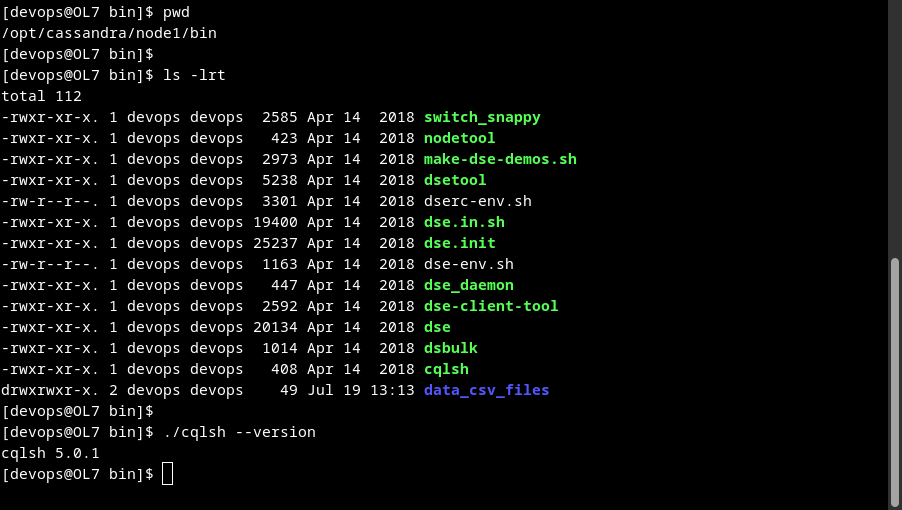 [devops@OL7 bin]$ pwd
/opt/cassandra/node1/bin
[devops@OL7 bin]$
[devops@OL7 bin]$ ls -lrt
total 112
-rwxr-xr-x. 1 devops devops  2585 Apr 14  2018 switch_snappy
-rwxr-xr-x. 1 devops devops   423 Apr 14  2018 nodetool
-rwxr-xr-x. 1 devops devops  2973 Apr 14  2018 make-dse-demos.sh
-rwxr-xr-x. 1 devops devops  5238 Apr 14  2018 dsetool
-rw-r--r--. 1 devops devops  3301 Apr 14  2018 dserc-env.sh
-rwxr-xr-x. 1 devops devops 19400 Apr 14  2018 dse.in.sh
-rwxr-xr-x. 1 devops devops 25237 Apr 14  2018 dse.init
-rw-r--r--. 1 devops devops  1163 Apr 14  2018 dse-env.sh
-rwxr-xr-x. 1 devops devops   447 Apr 14  2018 dse_daemon
-rwxr-xr-x. 1 devops devops  2592 Apr 14  2018 dse-client-tool
-rwxr-xr-x. 1 devops devops 20134 Apr 14  2018 dse
-rwxr-xr-x. 1 devops devops  1014 Apr 14  2018 dsbulk
-rwxr-xr-x. 1 devops devops   408 Apr 14  2018 cqlsh
drwxrwxr-x. 2 devops devops    49 Jul 19 13:13 data_csv_files
[devops@OL7 bin]$
[devops@OL7 bin]$ ./cqlsh --version
cqlsh 5.0.1
[devops@OL7 bin]$